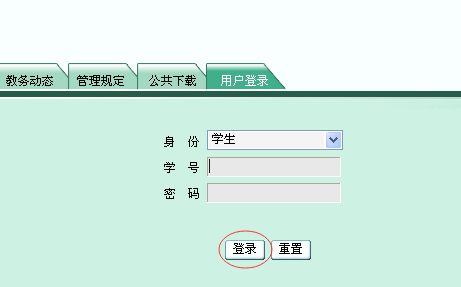 教务动态 管理规定 公共下载 用户登录
身 份 学生
学 号
密 码
登录 重置